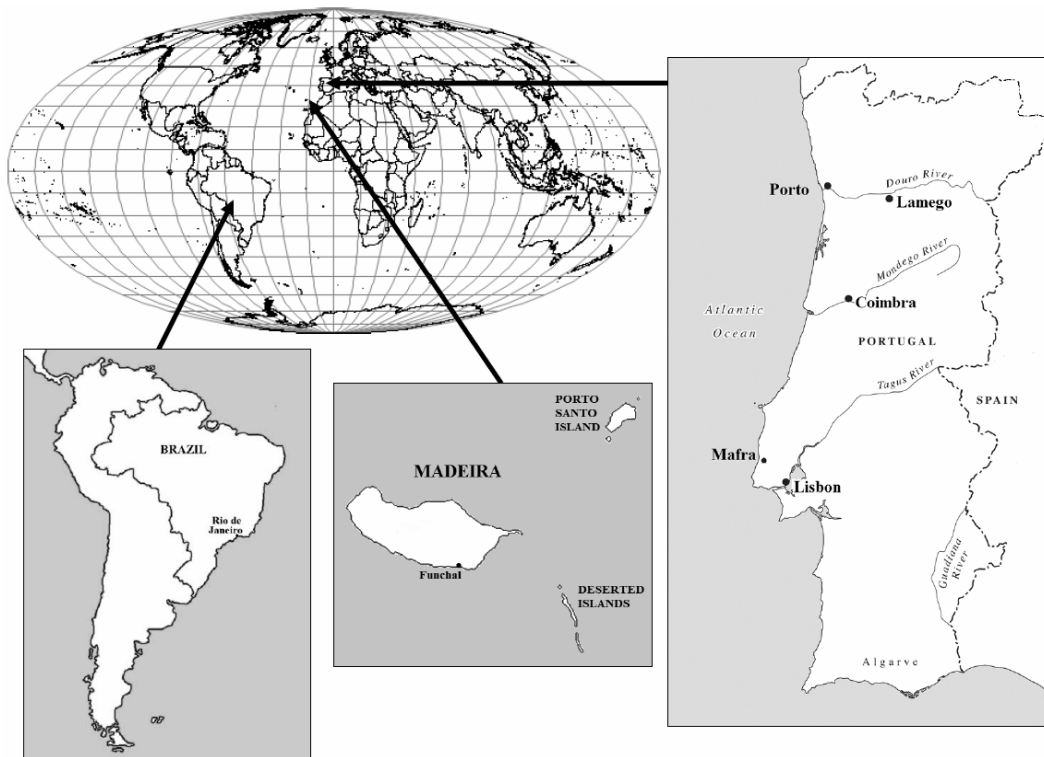 BRAZIL
Rio de
Janeiro
PORTO
SANTO
ISLAND
MADEIRA
Funchal
DESERTED
ISLANDS
Porto
Douro River
Lamego
Mondego River
Coimbra
Atlantic
Ocean
PORTUGAL
Tagus River
SPAIN
Mafra
Lisbon
Guadiana
River
Algarve